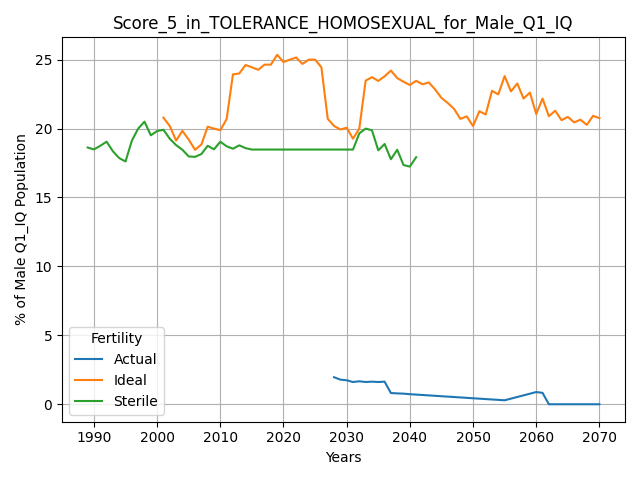 Score_5_in_TOLERANCE_HOMOSEXUAL_for_Male_Q1_IQ
% of Male Q1_IQ Population
25
20
15
10
5
0
Fertility
Actual
Ideal
Sterile
1990 2000 2010 2020 2030 2040 2050 2060 2070
Years